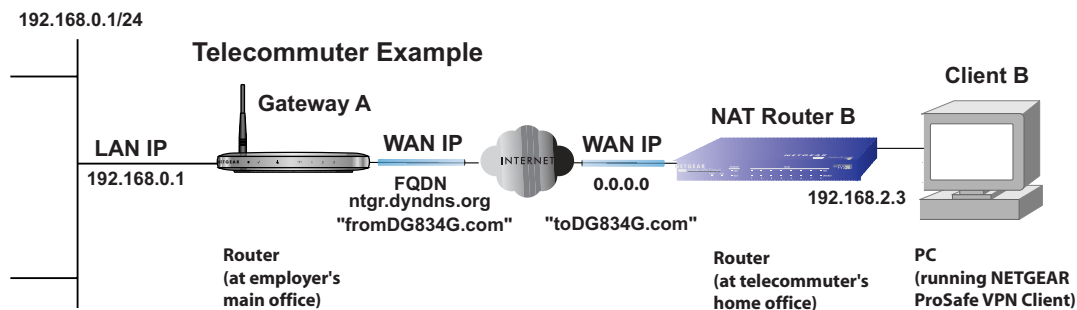 192.168.0.1/24
Telecommuter Example
Gateway A
LAN IP
192.168.0.1
NETGEAR
WAN IP
FQDN
ntgr.dyndns.org
"fromDG834G.com"
INTERNET
WAN IP
0.0.0.0
"toDG834G.com"
NAT Router B
NETGEAR
192.168.2.3
Client B
Router
(at employer's
main office)
Router
(at telecommuter's
home office)
PC
(running NETGEAR
ProSafe VPN Client)